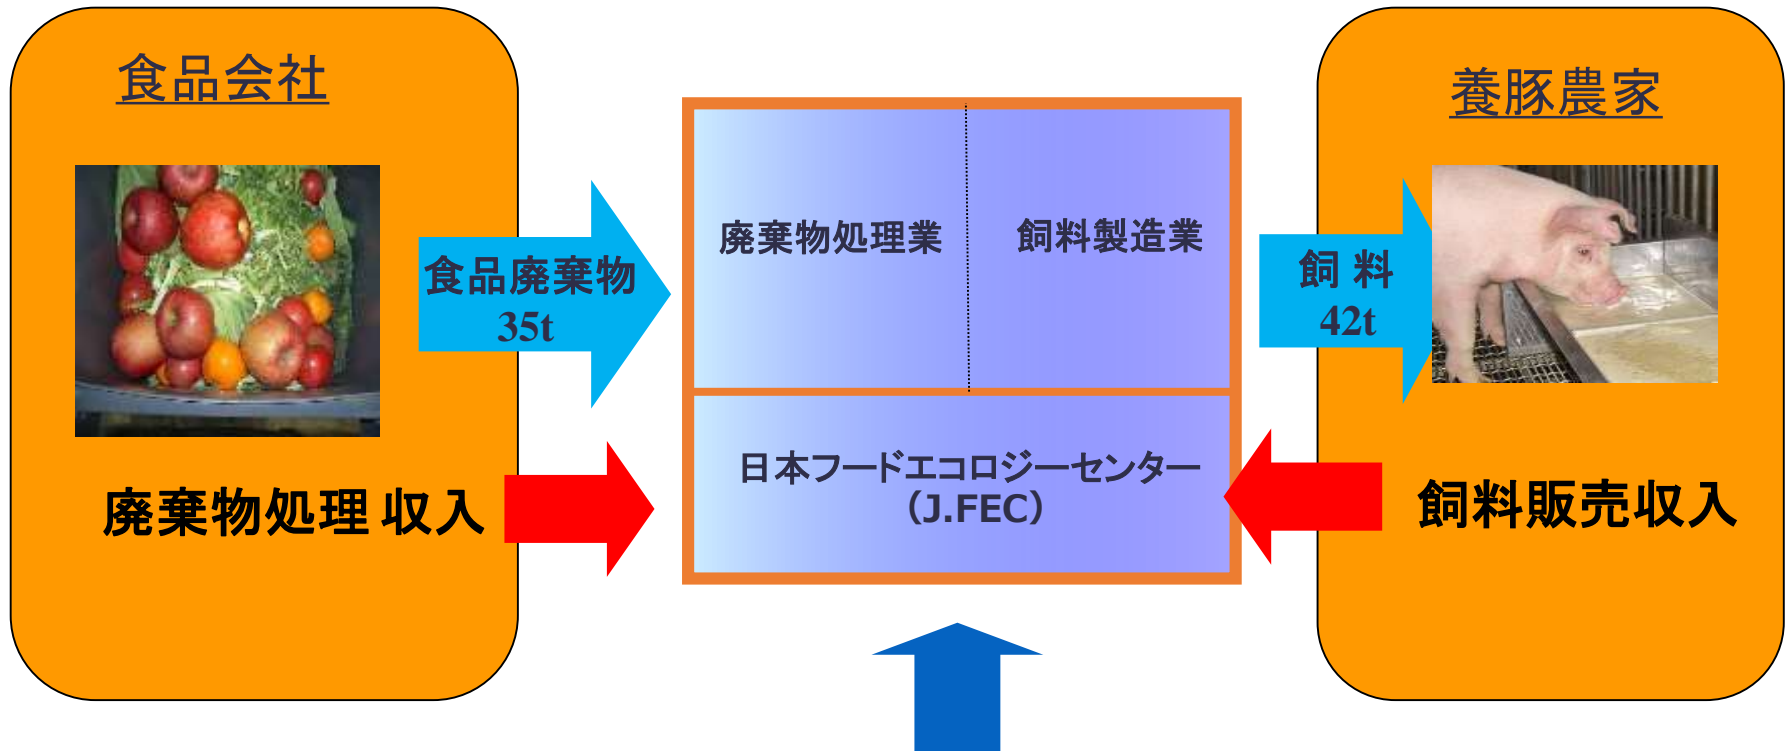 食品会社
食品廃棄物
35t
廃棄物処理 収入
廃棄物処理業
飼料製造業
日本フードエコロジーセンター
（J.FEC）
養豚農家
飼 料
42t
飼料販売収入